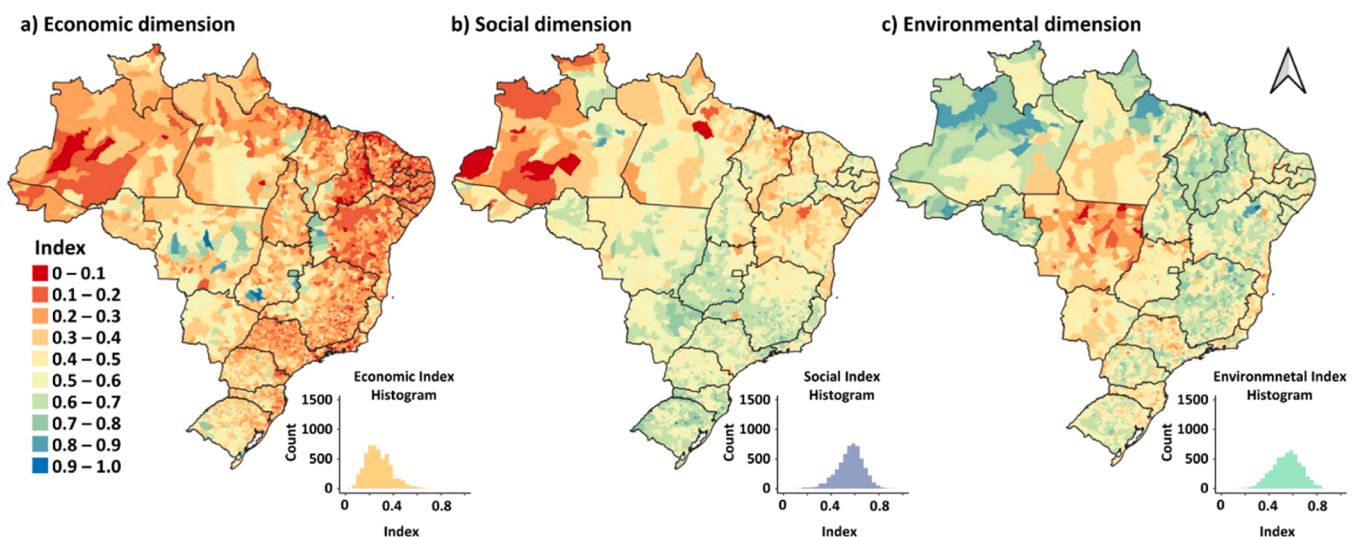 a) Economic dimension
b) Social dimension
c) Environmental dimension
Index
0 – 0.1
0.1 – 0.2
0.2 – 0.3
0.3 – 0.4
0.4 – 0.5
0.5 – 0.6
0.6 – 0.7
0.7 – 0.8
0.8 – 0.9
0.9 – 1.0
Economic Index
Histogram
1500
1000
500
0
Count
0 0.4 0.8
Index
Social Index
Histogram
1500
1000
500
0
Count
0 0.4 0.8
Index
Environmnetal Index
Histogram
1500
1000
500
0
Count
0 0.4 0.8
Index